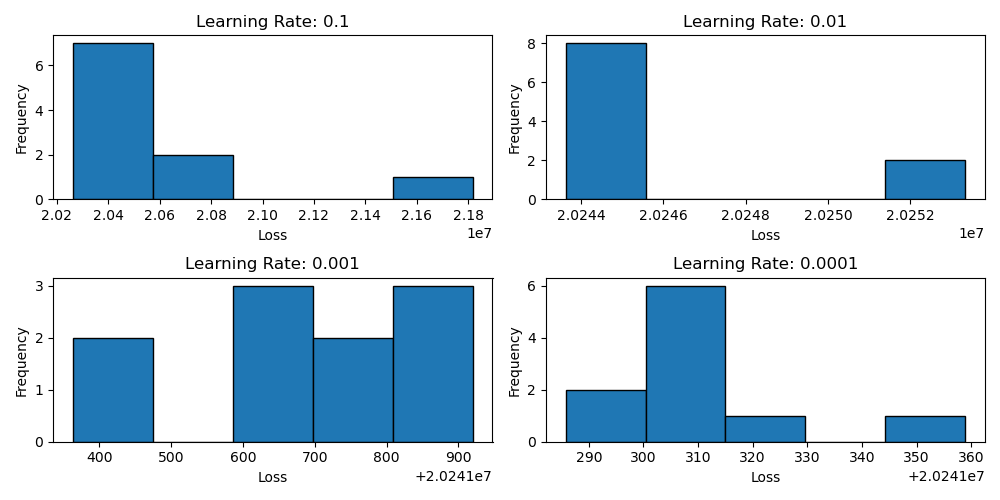 Learning Rate: 0.1
Frequency
6
4
2
0
2.02 2.04 2.06 2.08 2.10 2.12 2.14 2.16 2.18
Loss
1e7
Learning Rate: 0.01
Frequency
8
6
4
2
0
2.0244 2.0246 2.0248 2.0250 2.0252
Loss
1e7
Learning Rate: 0.001
Frequency
3
2
1
0
400 500 600 700 800 900
Loss
+2.0241e7
Learning Rate: 0.0001
Frequency
6
4
2
0
290 300 310 320 330 340 350 360
Loss
+2.0241e7